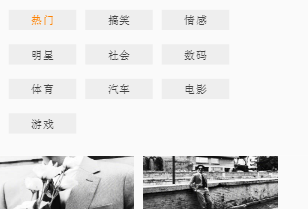 热门 搞笑 情感
明星 社会 数码
体育 汽车 电影
游戏